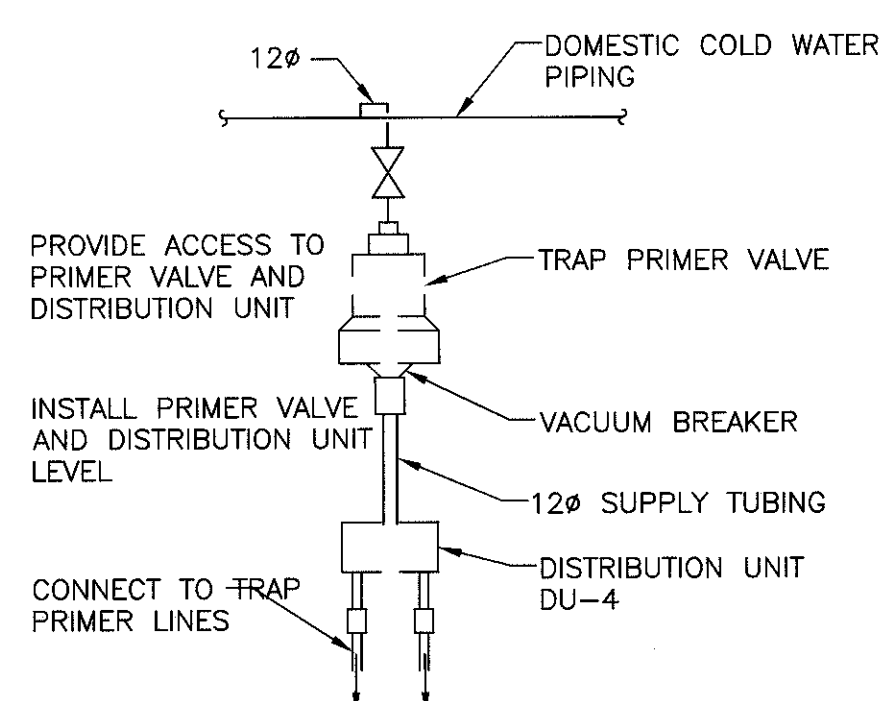 12ø
DOMESTIC COLD WATER
PIPING
PROVIDE ACCESS TO
PRIMER VALVE AND
DISTRIBUTION UNIT
TRAP PRIMER VALVE
INSTALL PRIMER VALVE
AND DISTRIBUTION UNIT
LEVEL
VACUUM BREAKER
12ø SUPPLY TUBING
DISTRIBUTION UNIT
DU-4
CONNECT TO TRAP
PRIMER LINES